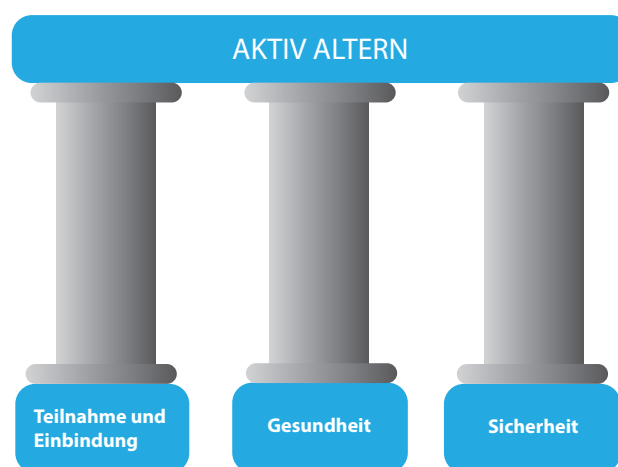 AKTIV ALTERN
Teilnahme und
Einbindung
Gesundheit
Sicherheit